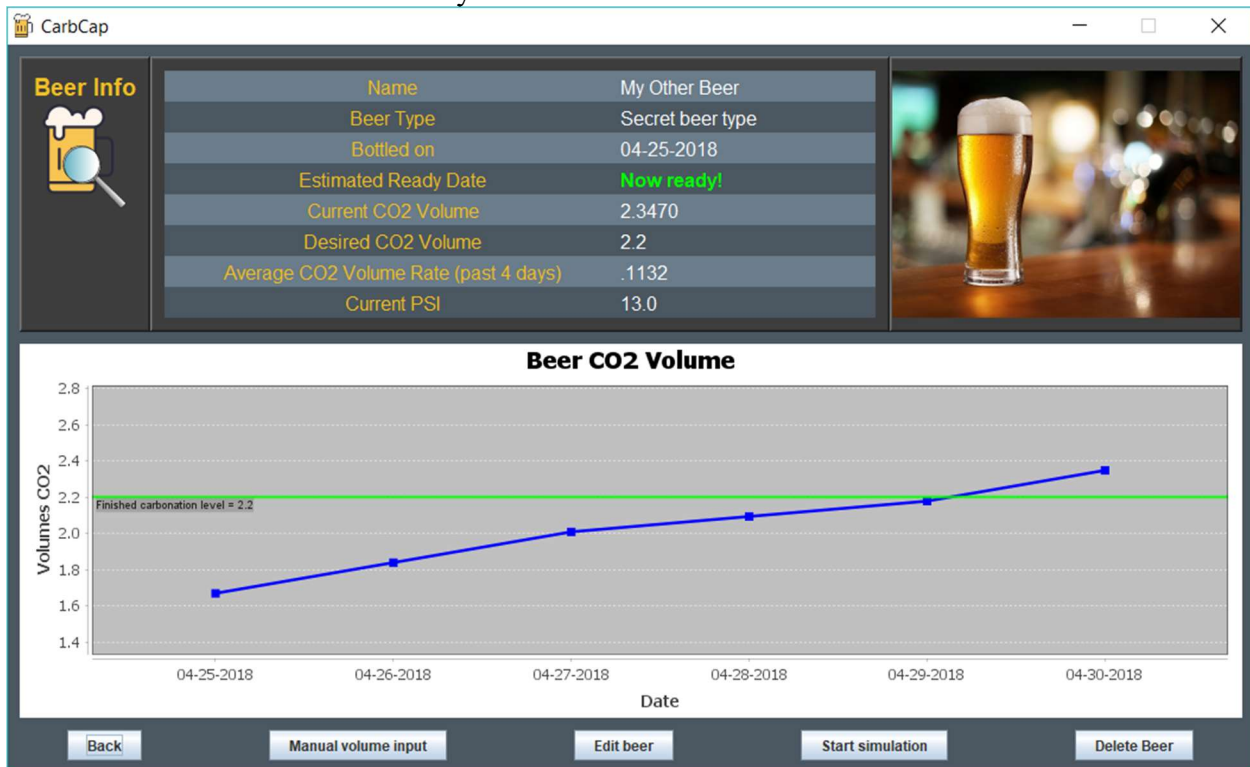 CarbCap
Beer Info
Name My Other Beer
Beer Type Secret beer type
Bottled on 04-25-2018
Estimated Ready Date Now ready!
Current CO2 Volume 2.3470
Desired CO2 Volume 2.2
Average CO2 Volume Rate (past 4 days) .1132
Current PSI 13.0
Beer CO2 Volume
Volumes CO2
2.8
2.6
2.4
2.2
2.0
1.8
1.6
1.4
Finished carbonation level = 2.2
04-25-2018 04-26-2018 04-27-2018 04-28-2018 04-29-2018 04-30-2018
Date
Back Manual volume input Edit beer Start simulation Delete Beer